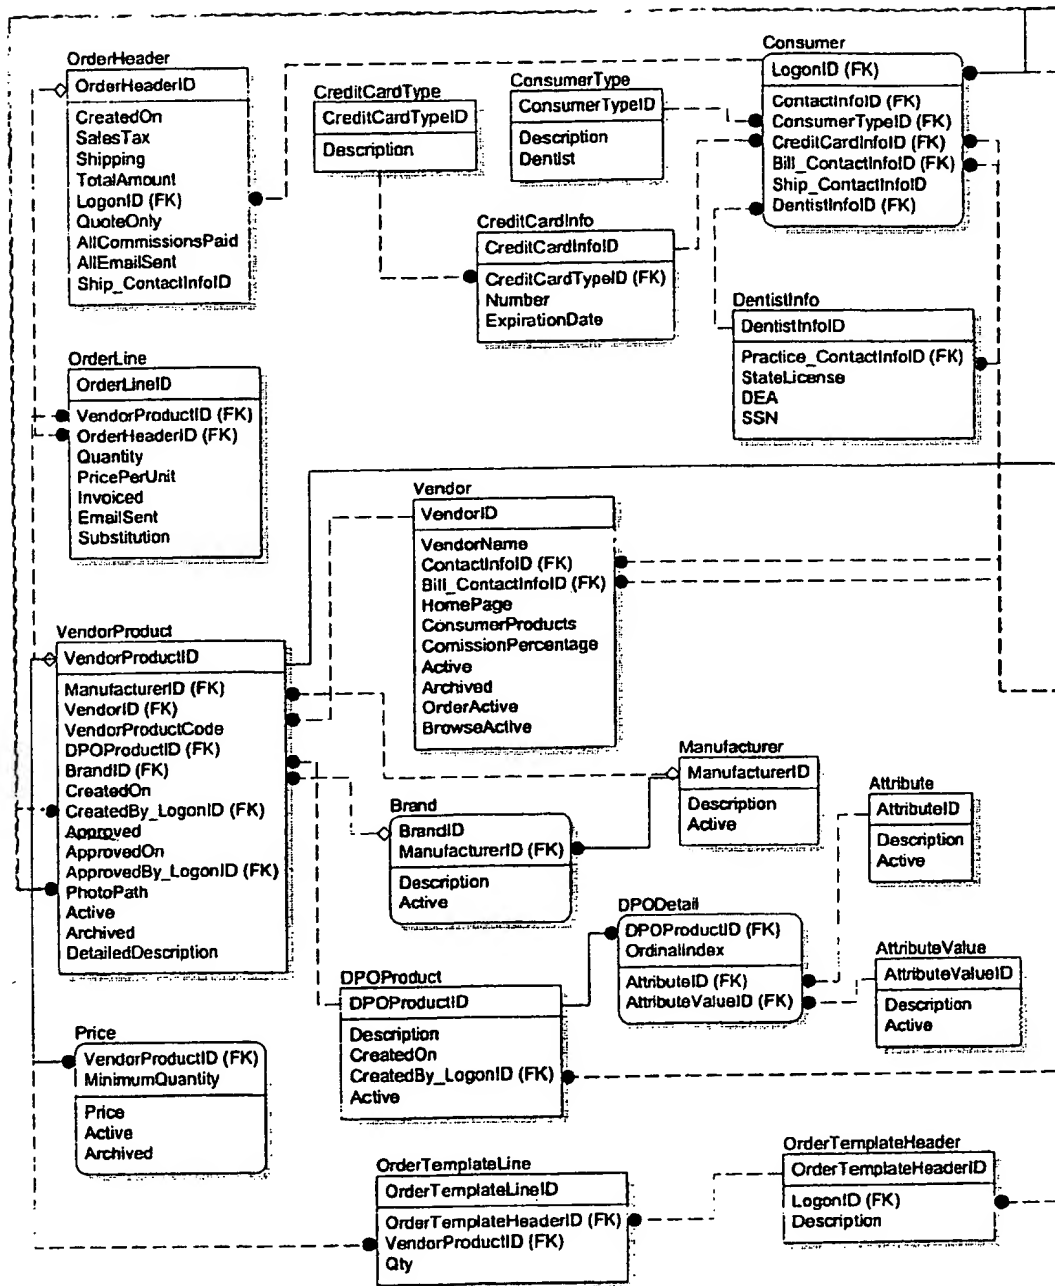 OrderHeader
OrderHeaderID
CreatedOn
SalesTax
Shipping
TotalAmount
LogonID (FK)
QuoteOnly
AllCommissionsPaid
AllEmailSent
Ship_ContactInfoID
CreditCardType
CreditCardTypeID
Description
ConsumerType
ConsumerTypeID
Description
Dentist
Consumer
LogonID (FK)
ContactInfoID (FK)
ConsumerTypeID (FK)
CreditCardInfoID (FK)
Bill_ContactInfoID (FK)
Ship_ContactInfoID
DentistInfoID (FK)
CreditCardInfo
CreditCardInfoID
CreditCardTypeID (FK)
Number
ExpirationDate
DentistInfo
DentistInfoID
Practice_ContactInfoID (FK)
StateLicense
DEA
SSN
OrderLine
OrderLineID
VendorProductID (FK)
OrderHeaderID (FK)
Quantity
PricePerUnit
Invoiced
EmailSent
Substitution
Vendor
VendorID
VendorName
ContactInfoID (FK)
Bill_ContactInfoID (FK)
HomePage
ConsumerProducts
ComissionPercentage
Active
Archived
OrderActive
BrowseActive
VendorProduct
VendorProductID
ManufacturerID (FK)
VendorID (FK)
VendorProductCode
DPOProductID (FK)
BrandID (FK)
CreatedOn
CreatedBy_LogonID (FK)
Approved
ApprovedOn
ApprovedBy_LogonID (FK)
PhotoPath
Active
Archived
DetailedDescription
Manufacturer
ManufacturerID
Description
Active
Brand
BrandID
ManufacturerID (FK)
Description
Active
Attribute
AttributeID
Description
Active
DPODetail
DPOProductID (FK)
OrdinalIndex
AttributeID (FK)
AttributeValueID (FK)
AttributeValue
AttributeValueID
Description
Active
DPOProduct
DPOProductID
Description
CreatedOn
CreatedBy_LogonID (FK)
Active
Price
VendorProductID (FK)
MinimumQuantity
Price
Active
Archived
OrderTemplateLine
OrderTemplateLineID
OrderTemplateHeaderID (FK)
VendorProductID (FK)
Qty
OrderTemplateHeader
OrderTemplateHeaderID
LogonID (FK)
Description